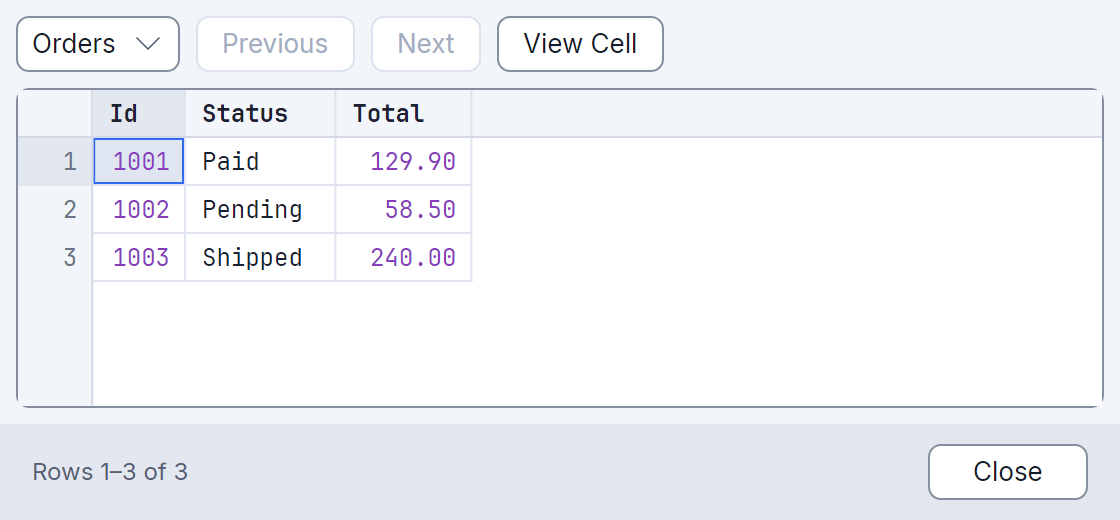 Orders Previous Next View Cell
Id Status Total
1 1001 Paid 129.90
2 1002 Pending 58.50
3 1003 Shipped 240.00
Rows 1–3 of 3 Close